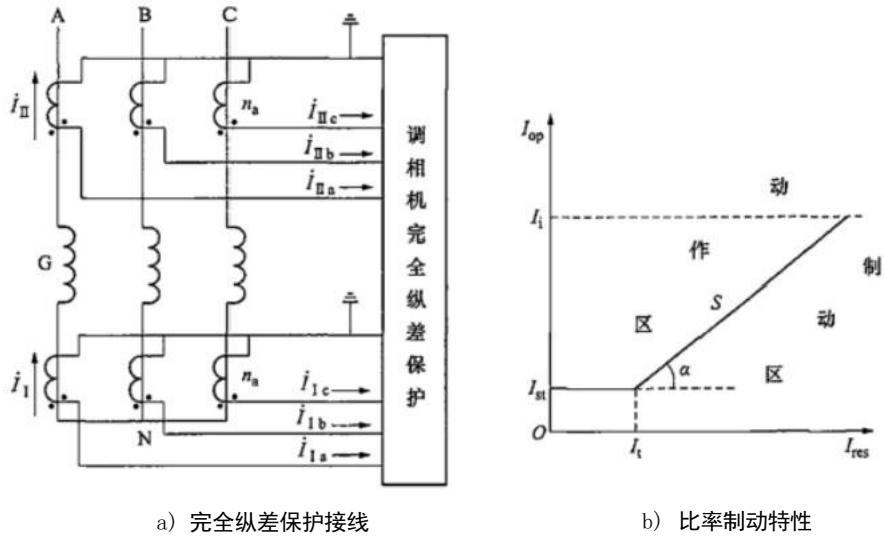 A B C
İ_Ⅱ
n_a
İ_Ⅱc
İ_Ⅱb
İ_Ⅱa
G
İ_Ⅰ
n_a
İ_Ⅰc
İ_Ⅰb
İ_Ⅰa
N
调相机完全纵差保护
a) 完全纵差保护接线
I_op
动
I_i
作
制
S
动
区
α
区
I_st
O
I_t
I_res
b) 比率制动特性